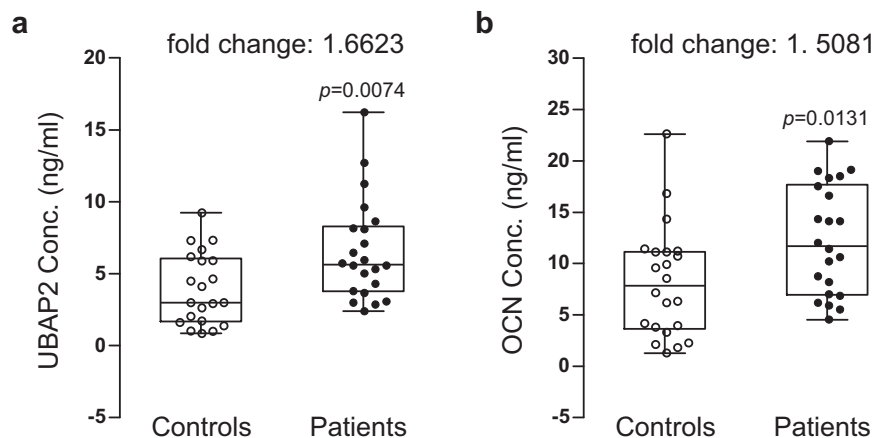 a
fold change: 1.6623
20
15
10
5
0
-5
UBAP2 Conc. (ng/ml)
p=0.0074
Controls
Patients
b
fold change: 1. 5081
30
25
20
15
10
5
0
-5
OCN Conc. (ng/ml)
p=0.0131
Controls
Patients